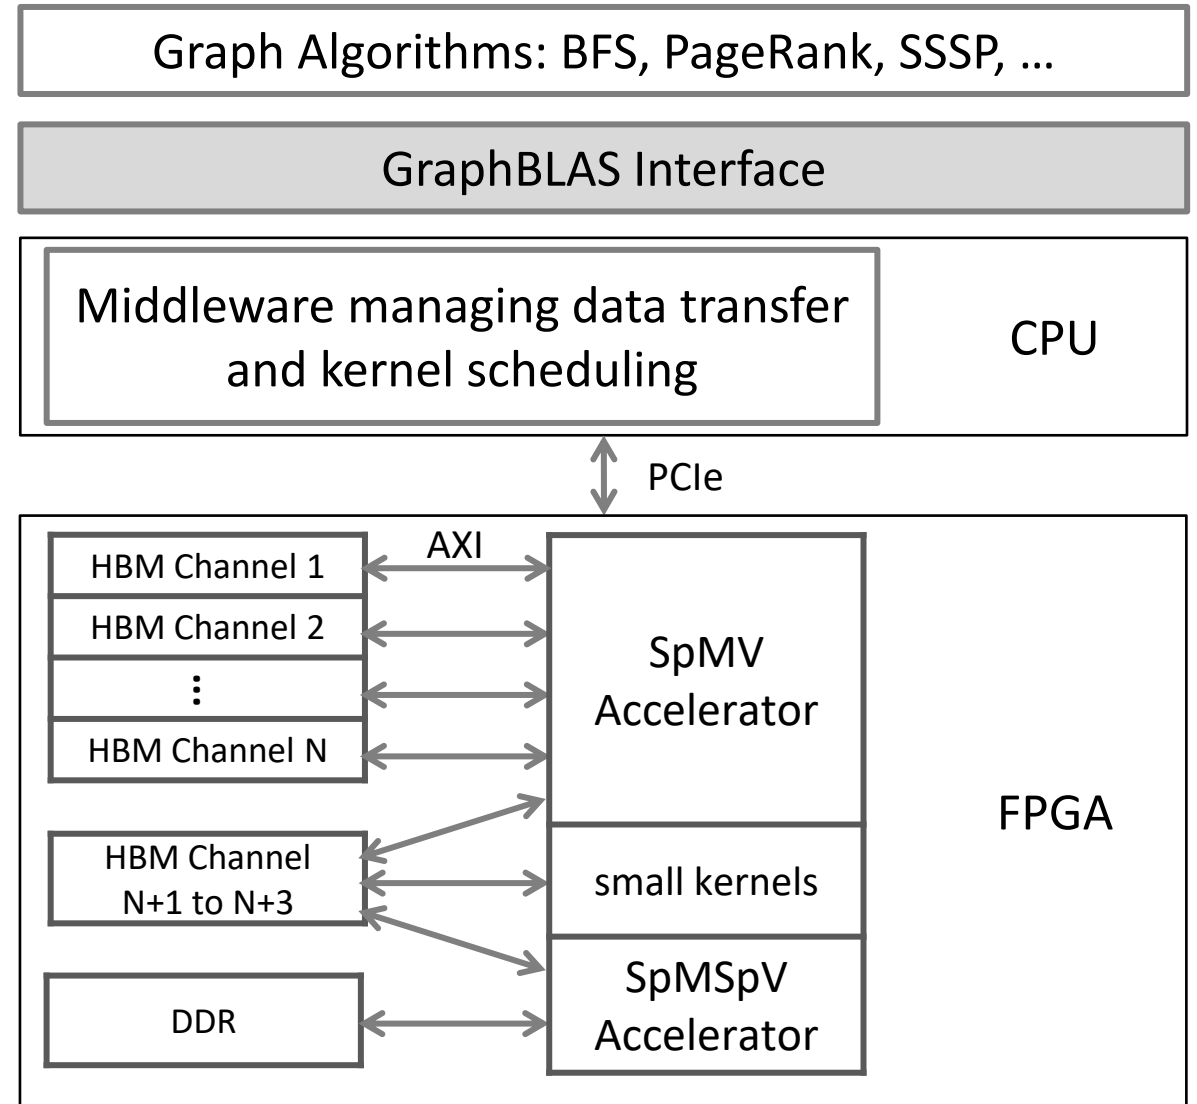 Graph Algorithms: BFS, PageRank, SSSP, …
GraphBLAS Interface
Middleware managing data transfer
and kernel scheduling
CPU
PCIe
HBM Channel 1
AXI
HBM Channel 2
⋮
HBM Channel N
SpMV
Accelerator
FPGA
HBM Channel
N+1 to N+3
small kernels
DDR
SpMSpV
Accelerator